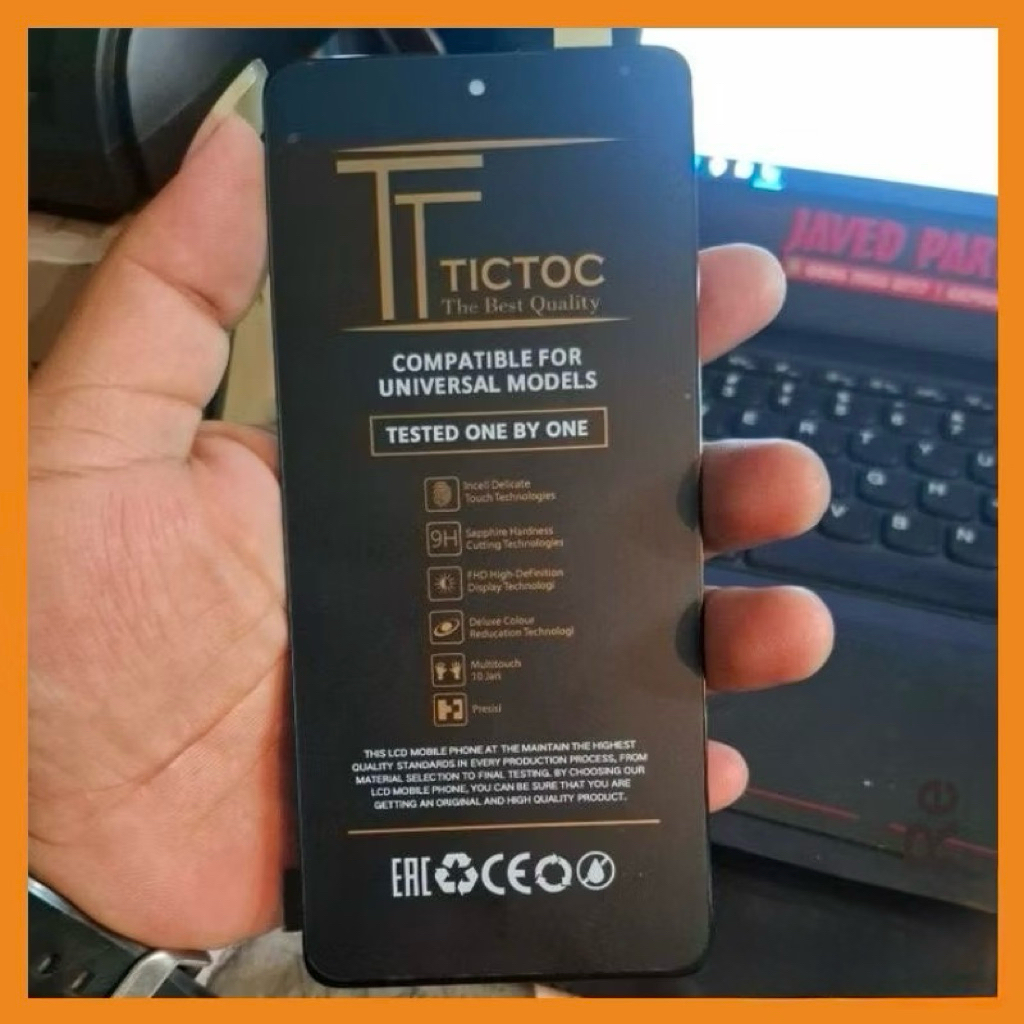 TT
TICTOC
The Best Quality
COMPATIBLE FOR
UNIVERSAL MODELS
TESTED ONE BY ONE
Incell Delicate
Touch Technologies
9H
Sapphire Hardness
Cutting Technologies
FHD High-Definition
Display Technologi
Deluxe Colour
Reducation Technologi
Multitouch
10 Jari
Presisi
THIS LCD MOBILE PHONE AT THE MAINTAIN THE HIGHEST
QUALITY STANDARDS IN EVERY PRODUCTION PROCESS, FROM
MATERIAL SELECTION TO FINAL TESTING. BY CHOOSING OUR
LCD MOBILE PHONE, YOU CAN BE SURE THAT YOU ARE
GETTING AN ORIGINAL AND HIGH QUALITY PRODUCT.
EAC CE
JAVED PAR
E R T Y U
G H
V B N